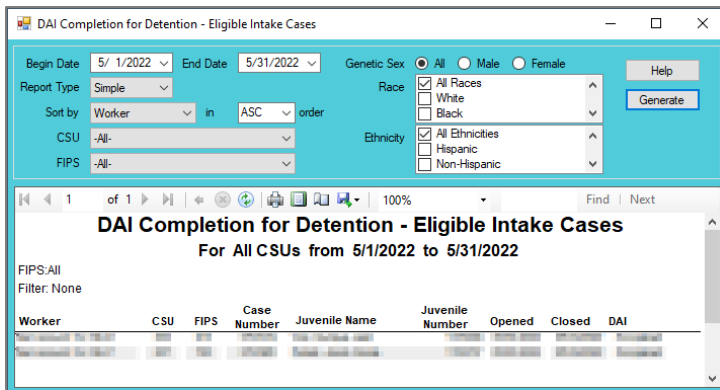 DAI Completion for Detention - Eligible Intake Cases
Begin Date 5/ 1/2022 End Date 5/31/2022 Genetic Sex All Male Female Help
Report Type Simple Race All Races
White
Black
Generate
Sort by Worker in ASC order
CSU -All- Ethnicity All Ethnicities
Hispanic
FIPS -All- Non-Hispanic
1 of 1 100% Find | Next
DAI Completion for Detention - Eligible Intake Cases
For All CSUs from 5/1/2022 to 5/31/2022
FIPS:All
Filter: None
Worker CSU FIPS Case Number Juvenile Name Juvenile Number Opened Closed DAI